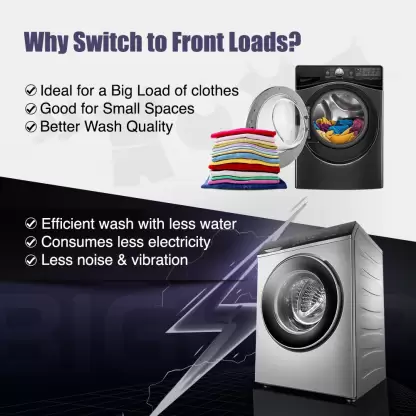 Why Switch to Front Loads?
Ideal for a Big Load of clothes
Good for Small Spaces
Better Wash Quality
Efficient wash with less water
Consumes less electricity
Less noise & vibration